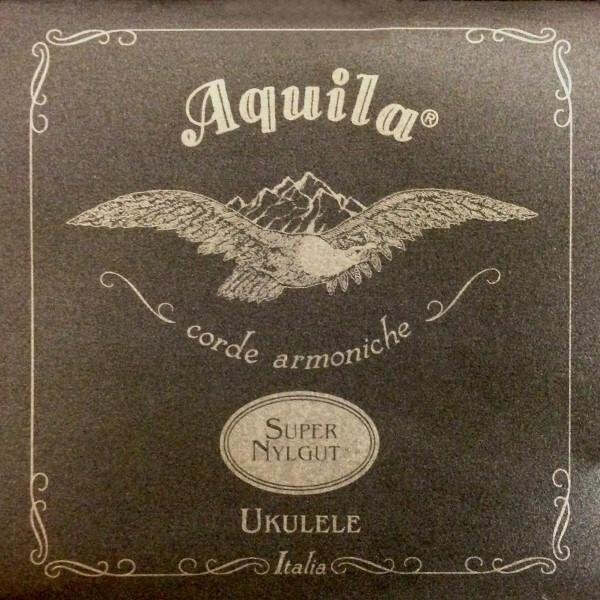 Aquila®
corde armoniche
SUPER
NYLGUT
UKULELE
Italia